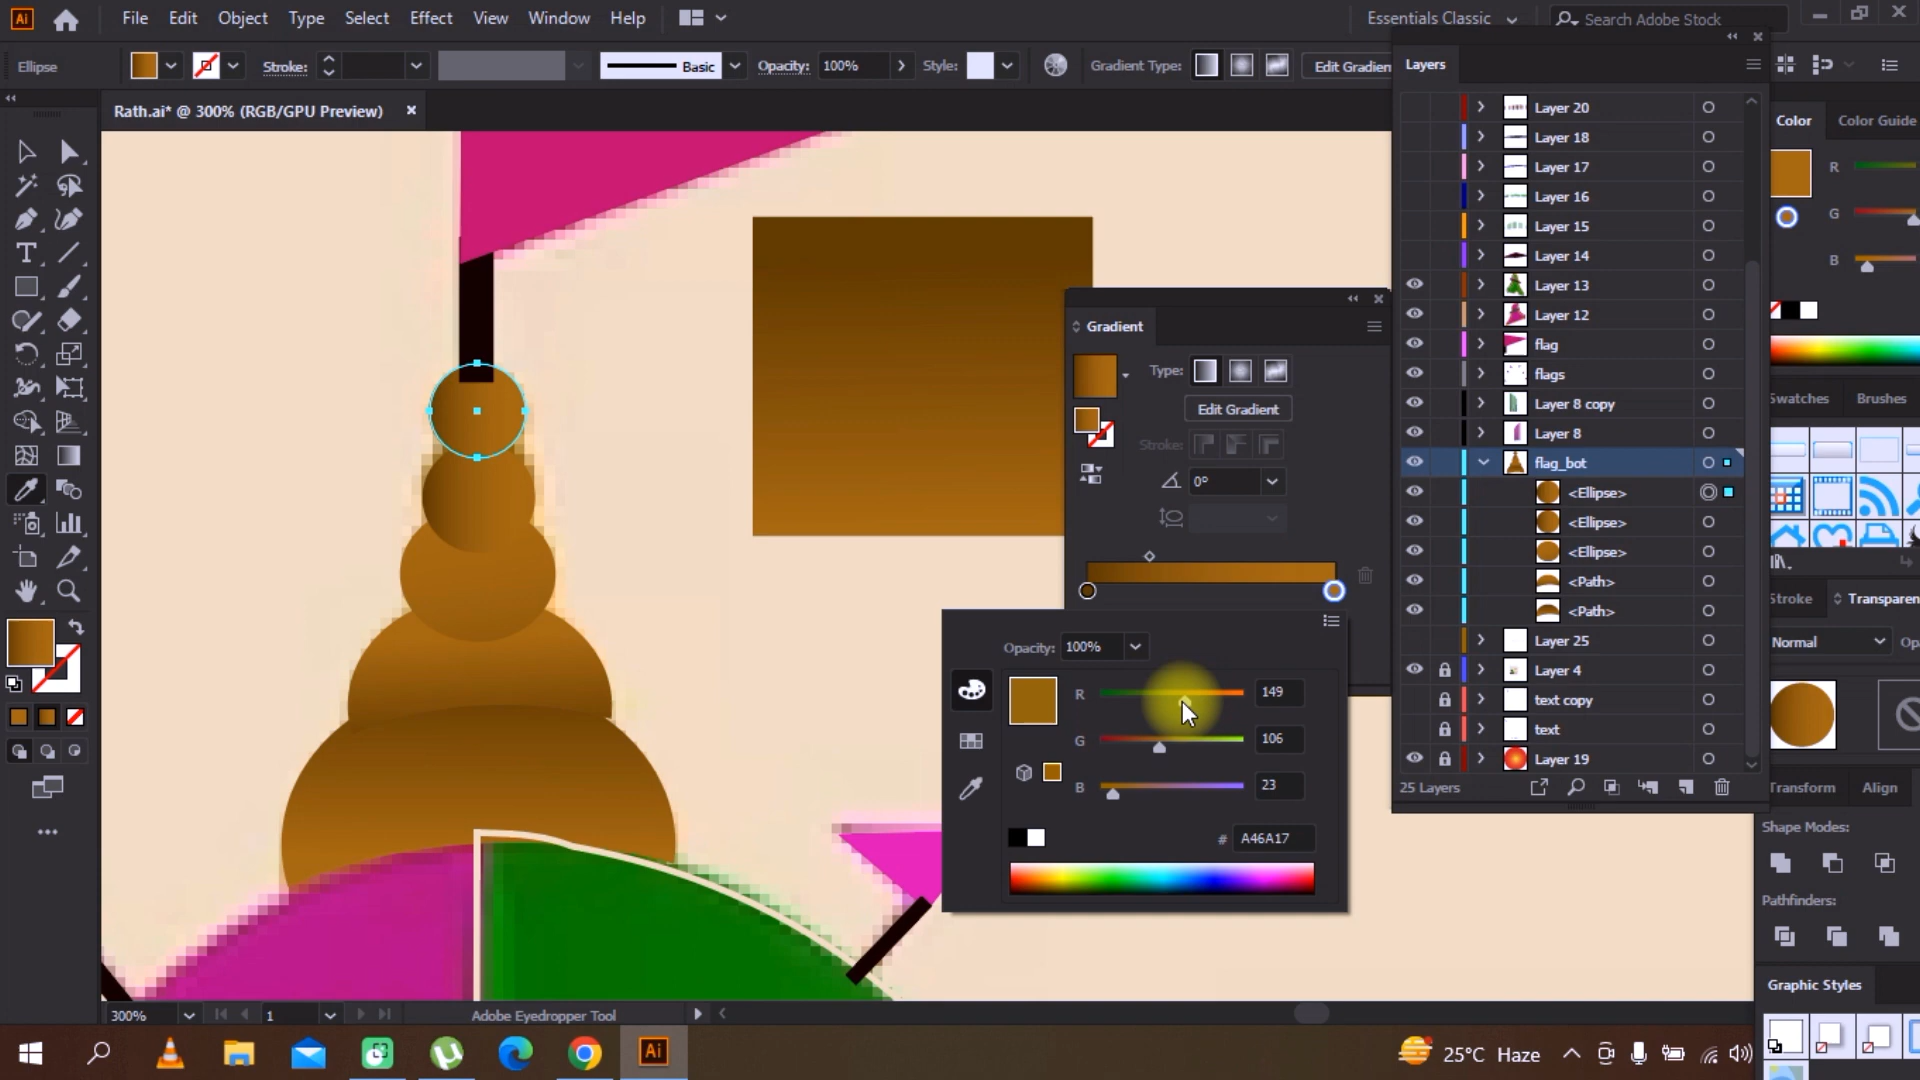 Ai File Edit Object Type Select Effect View Window Help Essentials Classic Search Adobe Stock
Ellipse Stroke: Basic Opacity: 100% Style: Gradient Type: Edit Gradien
Rath.ai* @ 300% (RGB/GPU Preview)
Layers
Layer 20
Layer 18
Layer 17
Layer 16
Layer 15
Layer 14
Layer 13
Layer 12
flag
flags
Layer 8 copy
Layer 8
flag_bot
<Ellipse>
<Ellipse>
<Ellipse>
<Path>
<Path>
Layer 25
Layer 4
text copy
text
Layer 19
25 Layers
Gradient
Type:
Edit Gradient
Stroke:
0°
Opacity: 100%
R 149
G 106
B 23
# A46A17
Color Color Guide
R
G
B
Swatches Brushes
Stroke Transparen
Normal Opa
Transform Align
Shape Modes:
Pathfinders:
Graphic Styles
300% 1 Adobe Eyedropper Tool
Ai 25°C Haze